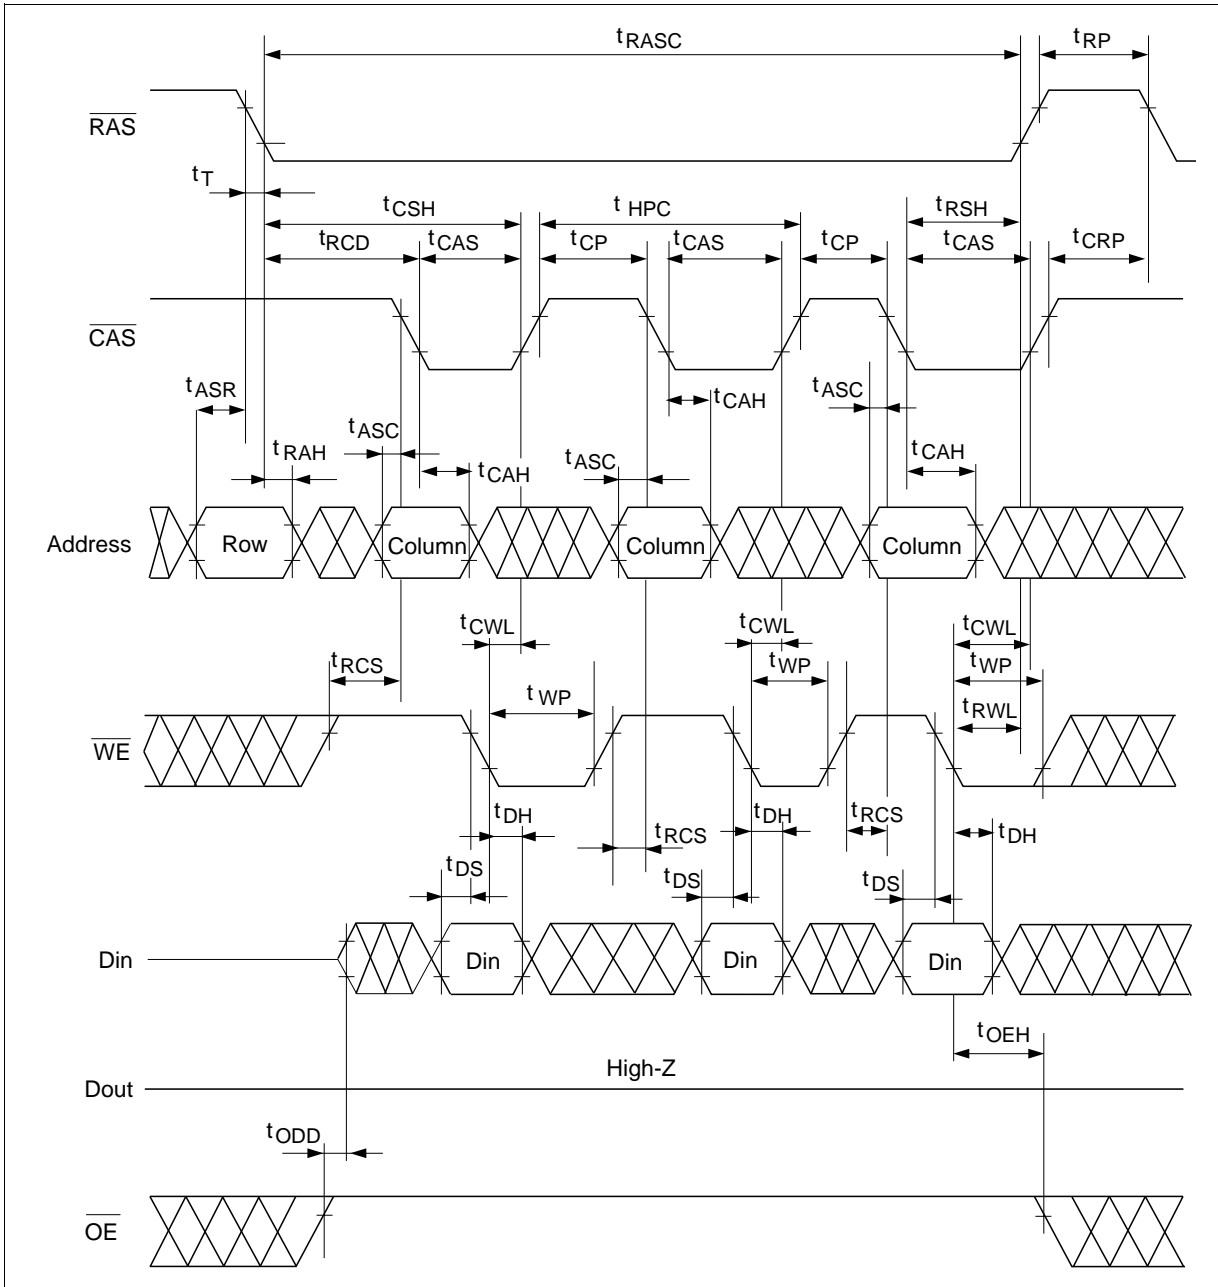 tRASC
tRP
RAS
tT
tCSH
tHPC
tRSH
tRCD
tCAS
tCP
tCAS
tCP
tCAS
tCRP
CAS
tASR
tRAH
tASC
tCAH
tASC
tCAH
tASC
tCAH
Address
Row
Column
Column
Column
tRCS
tCWL
tWP
tCWL
tWP
tCWL
tWP
tRWL
WE
tDS
tDH
tRCS
tDS
tDH
tRCS
tDS
tDH
Din
Din
Din
Din
tOEH
Dout
High-Z
tODD
OE